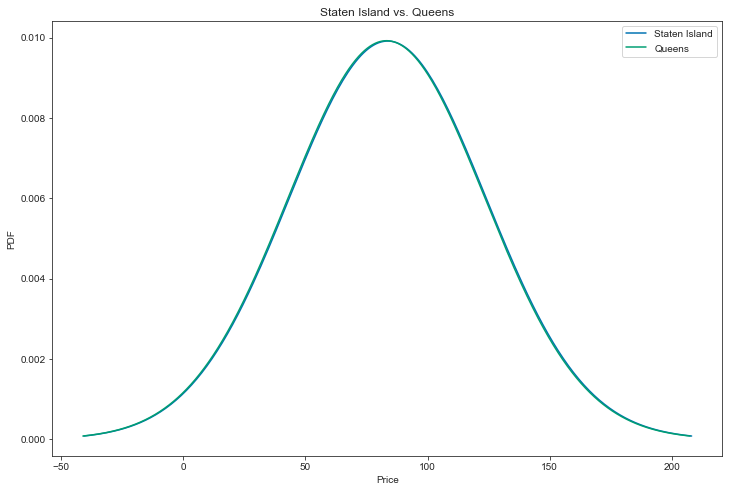 Staten Island vs. Queens
Staten Island
Queens
0.010
0.008
0.006
0.004
0.002
0.000
PDF
−50 0 50 100 150 200
Price